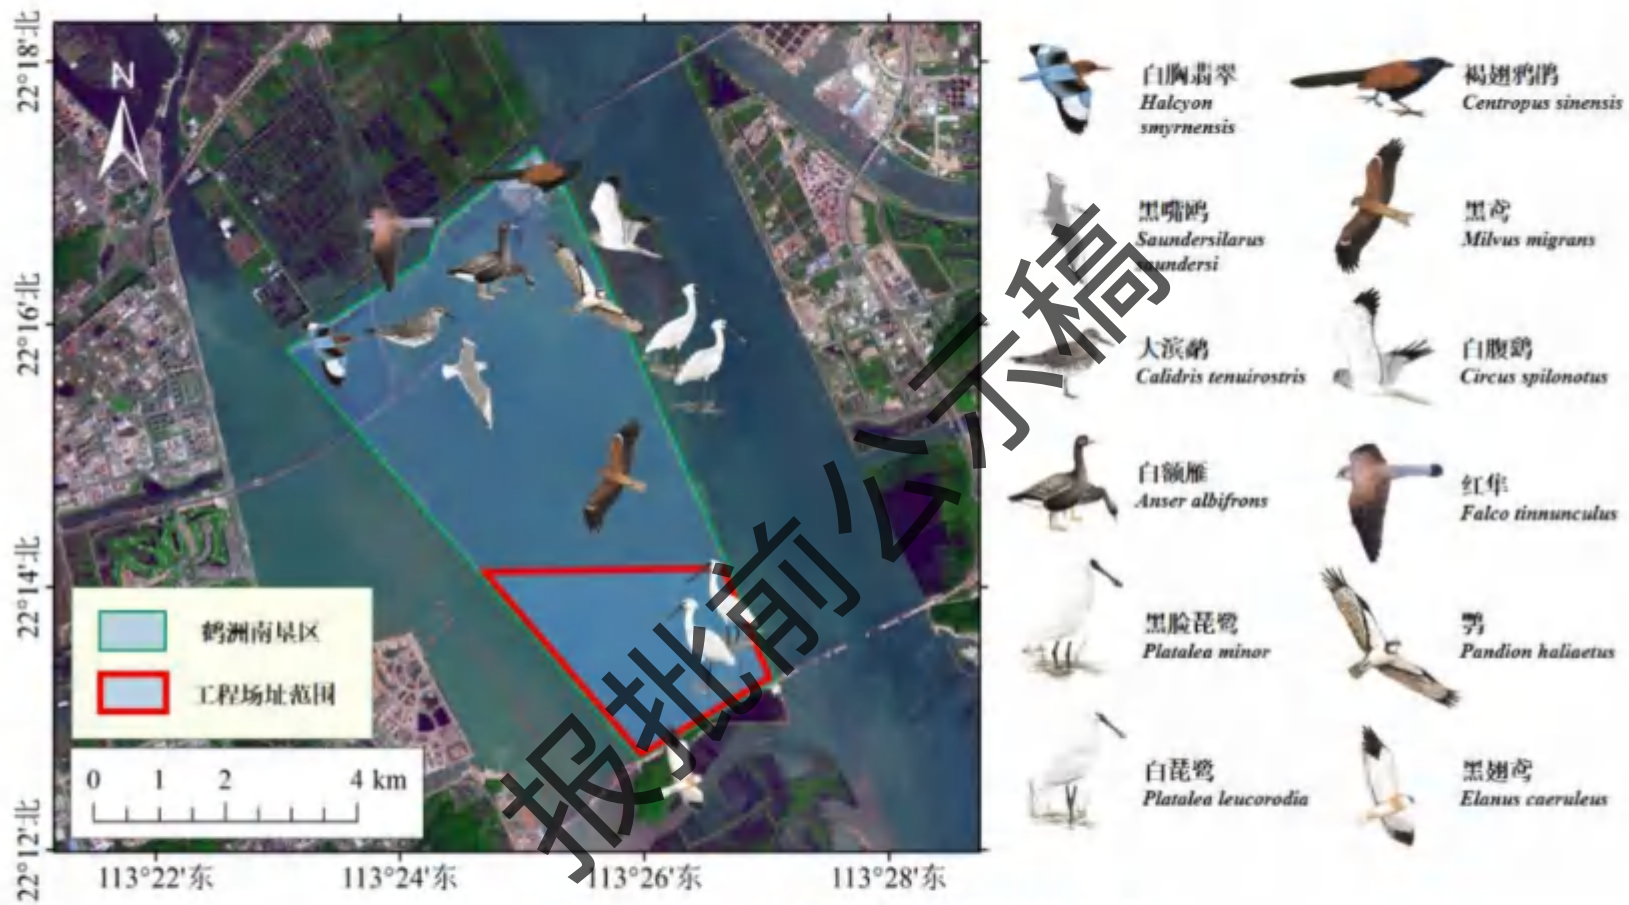 22°18'北
22°16'北
22°14'北
22°12'北
N
鹤洲南垦区
工程场址范围
0 1 2 4 km
113°22'东
113°24'东
113°26'东
113°28'东
白胸翡翠
Halcyon
smyrnensis
褐翅鸦鹃
Centropus sinensis
黑嘴鸥
Saundersilarus
saundersi
黑鸢
Milvus migrans
大滨鹬
Calidris tenuirostris
白腹鹞
Circus spilonotus
白额雁
Anser albifrons
红隼
Falco tinnunculus
黑脸琵鹭
Platalea minor
鹗
Pandion haliaetus
白琵鹭
Platalea leucorodia
黑翅鸢
Elanus caeruleus
报批前公示稿